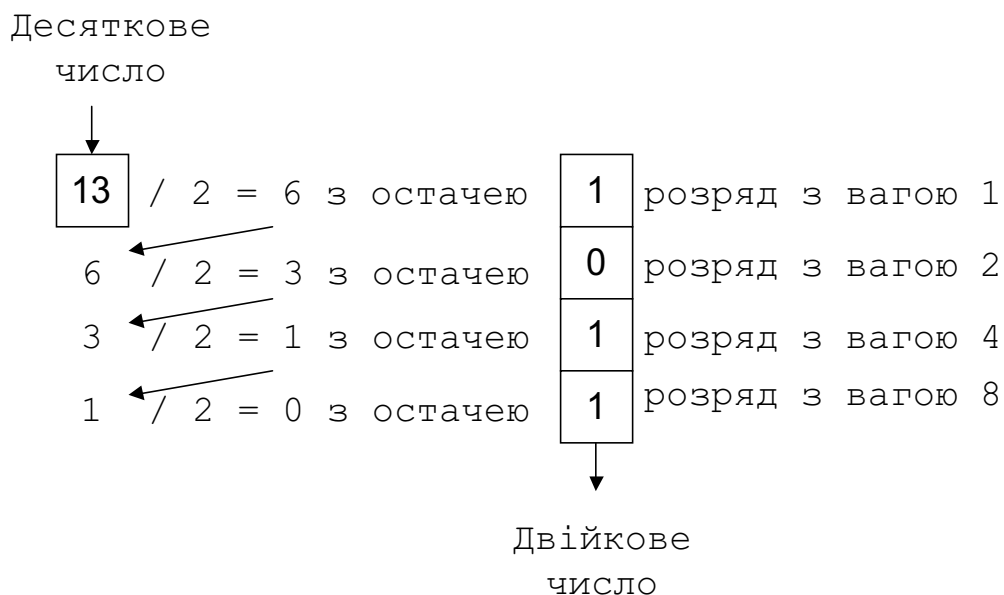 Десяткове
число
13 / 2 = 6 з остачею 1 розряд з вагою 1
6 / 2 = 3 з остачею 0 розряд з вагою 2
3 / 2 = 1 з остачею 1 розряд з вагою 4
1 / 2 = 0 з остачею 1 розряд з вагою 8
Двійкове
число